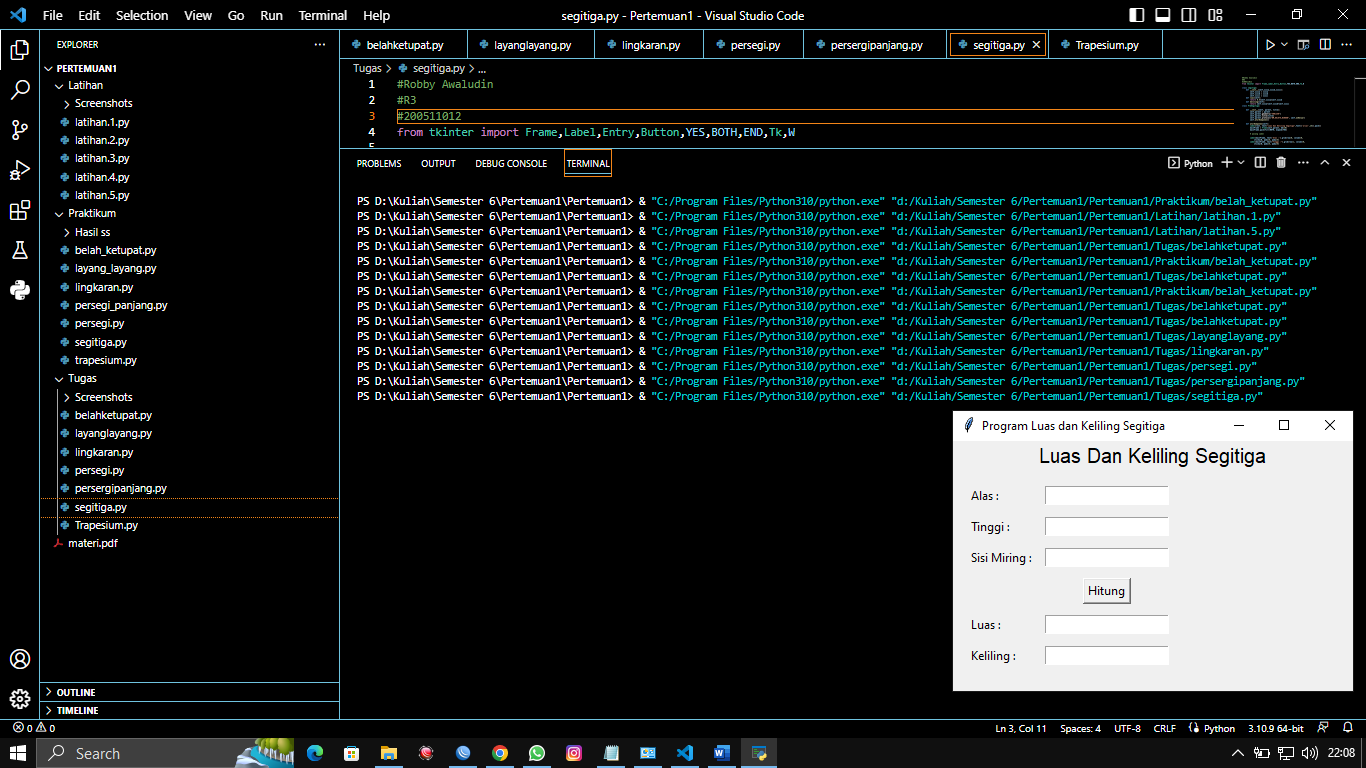 File Edit Selection View Go Run Terminal Help
segitiga.py - Pertemuan1 - Visual Studio Code
EXPLORER
PERTEMUAN1
Latihan
Screenshots
latihan.1.py
latihan.2.py
latihan.3.py
latihan.4.py
latihan.5.py
Praktikum
Hasil ss
belah_ketupat.py
layang_layang.py
lingkaran.py
persegi_panjang.py
persegi.py
segitiga.py
trapesium.py
Tugas
Screenshots
belahketupat.py
layanglayang.py
lingkaran.py
persegi.py
persergipanjang.py
segitiga.py
Trapesium.py
materi.pdf
OUTLINE
TIMELINE
belahketupat.py layanglayang.py lingkaran.py persegi.py persergipanjang.py segitiga.py Trapesium.py
Tugas > segitiga.py > ...
1 #Robby Awaludin
2 #R3
3 #200511012
4 from tkinter import Frame,Label,Entry,Button,YES,BOTH,END,Tk,W
5
PROBLEMS OUTPUT DEBUG CONSOLE TERMINAL
Python
PS D:\Kuliah\Semester 6\Pertemuan1\Pertemuan1> & "C:/Program Files/Python310/python.exe" "d:/Kuliah/Semester 6/Pertemuan1/Pertemuan1/Praktikum/belah_ketupat.py"
PS D:\Kuliah\Semester 6\Pertemuan1\Pertemuan1> & "C:/Program Files/Python310/python.exe" "d:/Kuliah/Semester 6/Pertemuan1/Pertemuan1/Latihan/latihan.1.py"
PS D:\Kuliah\Semester 6\Pertemuan1\Pertemuan1> & "C:/Program Files/Python310/python.exe" "d:/Kuliah/Semester 6/Pertemuan1/Pertemuan1/Latihan/latihan.5.py"
PS D:\Kuliah\Semester 6\Pertemuan1\Pertemuan1> & "C:/Program Files/Python310/python.exe" "d:/Kuliah/Semester 6/Pertemuan1/Pertemuan1/Tugas/belahketupat.py"
PS D:\Kuliah\Semester 6\Pertemuan1\Pertemuan1> & "C:/Program Files/Python310/python.exe" "d:/Kuliah/Semester 6/Pertemuan1/Pertemuan1/Praktikum/belah_ketupat.py"
PS D:\Kuliah\Semester 6\Pertemuan1\Pertemuan1> & "C:/Program Files/Python310/python.exe" "d:/Kuliah/Semester 6/Pertemuan1/Pertemuan1/Tugas/belahketupat.py"
PS D:\Kuliah\Semester 6\Pertemuan1\Pertemuan1> & "C:/Program Files/Python310/python.exe" "d:/Kuliah/Semester 6/Pertemuan1/Pertemuan1/Praktikum/belah_ketupat.py"
PS D:\Kuliah\Semester 6\Pertemuan1\Pertemuan1> & "C:/Program Files/Python310/python.exe" "d:/Kuliah/Semester 6/Pertemuan1/Pertemuan1/Tugas/belahketupat.py"
PS D:\Kuliah\Semester 6\Pertemuan1\Pertemuan1> & "C:/Program Files/Python310/python.exe" "d:/Kuliah/Semester 6/Pertemuan1/Pertemuan1/Tugas/belahketupat.py"
PS D:\Kuliah\Semester 6\Pertemuan1\Pertemuan1> & "C:/Program Files/Python310/python.exe" "d:/Kuliah/Semester 6/Pertemuan1/Pertemuan1/Tugas/layanglayang.py"
PS D:\Kuliah\Semester 6\Pertemuan1\Pertemuan1> & "C:/Program Files/Python310/python.exe" "d:/Kuliah/Semester 6/Pertemuan1/Pertemuan1/Tugas/lingkaran.py"
PS D:\Kuliah\Semester 6\Pertemuan1\Pertemuan1> & "C:/Program Files/Python310/python.exe" "d:/Kuliah/Semester 6/Pertemuan1/Pertemuan1/Tugas/persegi.py"
PS D:\Kuliah\Semester 6\Pertemuan1\Pertemuan1> & "C:/Program Files/Python310/python.exe" "d:/Kuliah/Semester 6/Pertemuan1/Pertemuan1/Tugas/persergipanjang.py"
PS D:\Kuliah\Semester 6\Pertemuan1\Pertemuan1> & "C:/Program Files/Python310/python.exe" "d:/Kuliah/Semester 6/Pertemuan1/Pertemuan1/Tugas/segitiga.py"
Program Luas dan Keliling Segitiga
Luas Dan Keliling Segitiga
Alas :
Tinggi :
Sisi Miring :
Hitung
Luas :
Keliling :
0 0
Ln 3, Col 11 Spaces: 4 UTF-8 CRLF Python 3.10.9 64-bit
Search
22:08